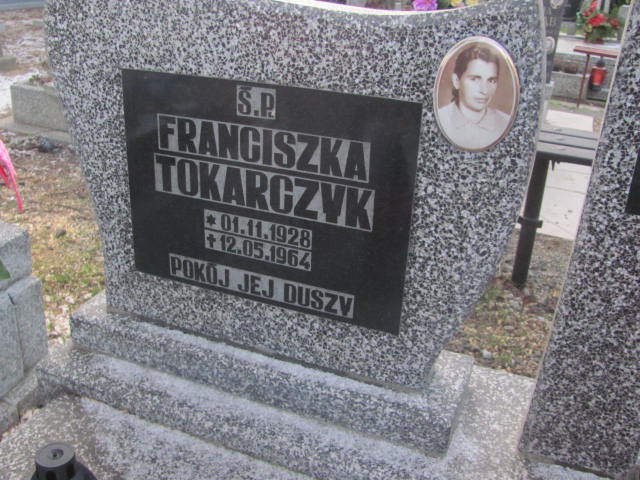 Ś.P.
FRANCISZKA
TOKARCZYK
* 01.11.1928
+ 12.05.1964
POKÓJ JEJ DUSZY